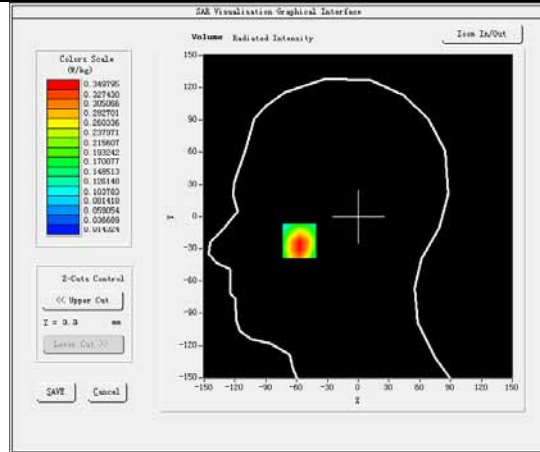 SAR Visualisation Graphical Interface
Volume Radiated Intensity
Zoom In/Out
Colors Scale
(W/kg)
0.349795
0.327430
0.305066
0.282701
0.260336
0.237971
0.215607
0.193242
0.170877
0.148513
0.126148
0.103783
0.081418
0.059054
0.036689
0.014324
Z-Cuts Control
<< Upper Cut
Z = 3.3 mm
Lower Cut >>
SAVE
Cancel
150
120
90
60
30
0
-30
-60
-90
-120
-150
Y
-150 -120 -90 -60 -30 0 30 60 90 120 150
X